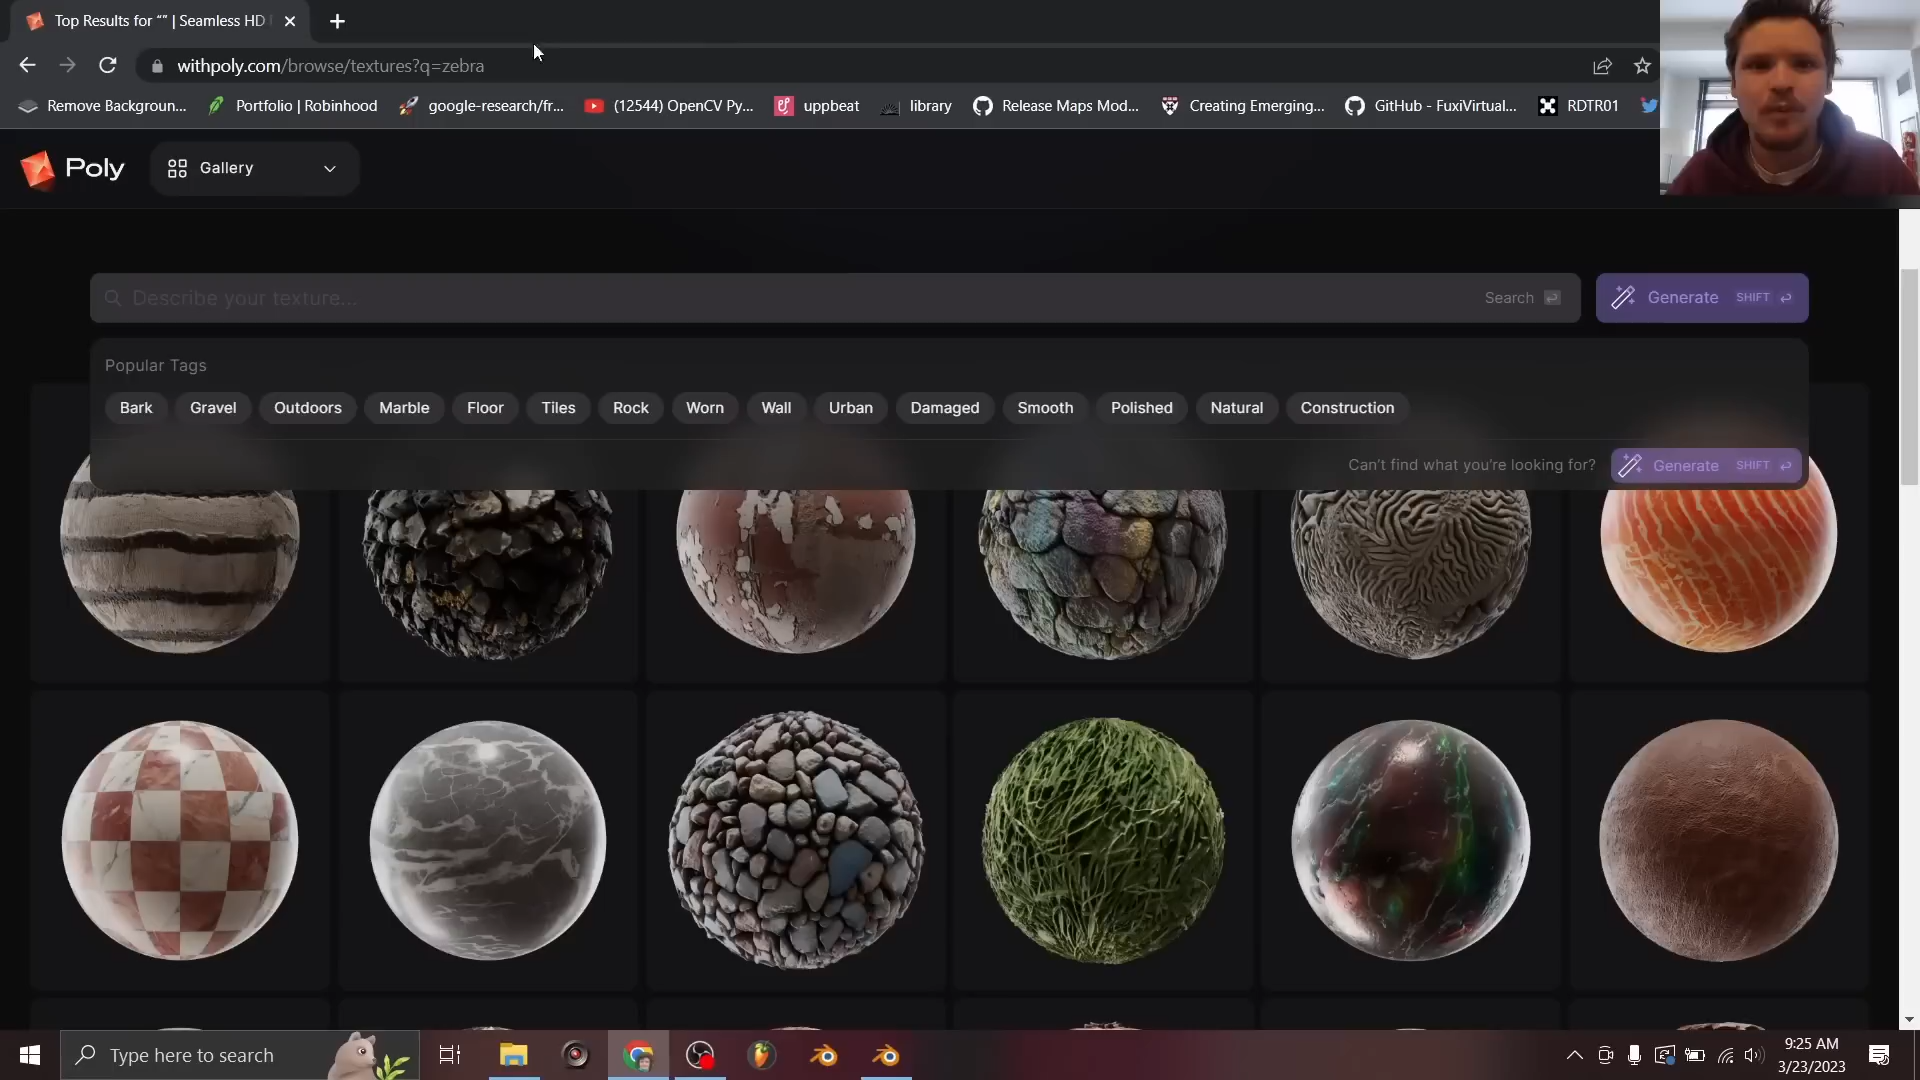 Top Results for “” | Seamless HD
withpoly.com/browse/textures?q=zebra
Remove Backgroun...
Portfolio | Robinhood
google-research/fr...
(12544) OpenCV Py...
uppbeat
library
Release Maps Mod...
Creating Emerging...
GitHub - FuxiVirtual...
RDTR01
Poly
Gallery
Describe your texture...
Search
Generate SHIFT
Popular Tags
Bark Gravel Outdoors Marble Floor Tiles Rock Worn Wall Urban Damaged Smooth Polished Natural Construction
Can't find what you're looking for?
Generate SHIFT
Type here to search
9:25 AM
3/23/2023